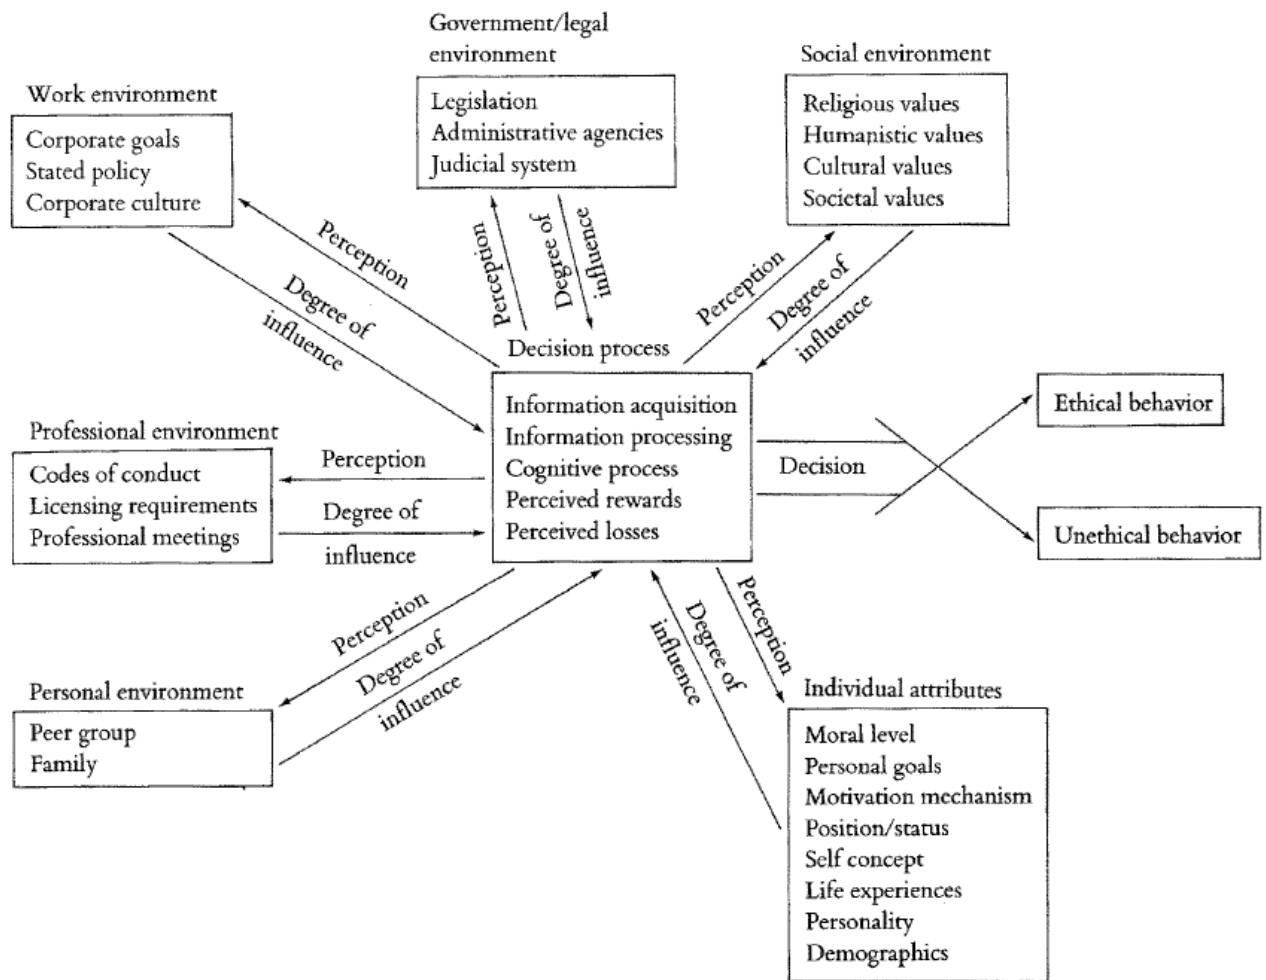 Government/legal
environment
Legislation
Administrative agencies
Judicial system
Social environment
Religious values
Humanistic values
Cultural values
Societal values
Work environment
Corporate goals
Stated policy
Corporate culture
Perception
Degree of
influence
Perception
Degree of
influence
Perception
Degree of
influence
Decision process
Information acquisition
Information processing
Cognitive process
Perceived rewards
Perceived losses
Decision
Ethical behavior
Unethical behavior
Professional environment
Codes of conduct
Licensing requirements
Professional meetings
Perception
Degree of
influence
Personal environment
Peer group
Family
Perception
Degree of
influence
Perception
Degree of
influence
Individual attributes
Moral level
Personal goals
Motivation mechanism
Position/status
Self concept
Life experiences
Personality
Demographics